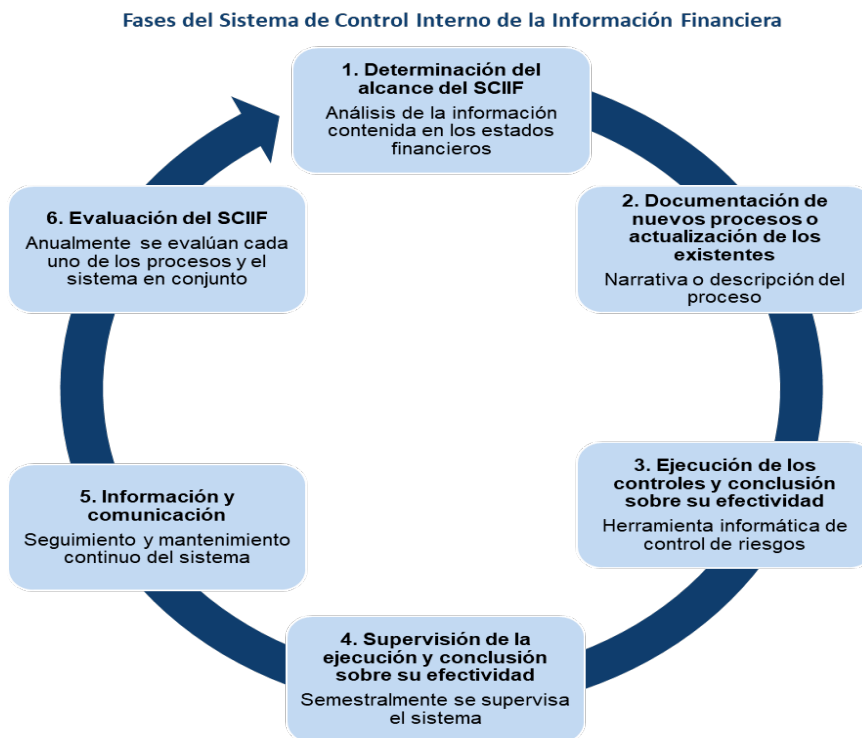 Fases del Sistema de Control Interno de la Información Financiera
1. Determinación del
alcance del SCIIF
Análisis de la información
contenida en los estados
financieros
2. Documentación de
nuevos procesos o
actualización de los
existentes
Narrativa o descripción del
proceso
3. Ejecución de los
controles y conclusión
sobre su efectividad
Herramienta informática de
control de riesgos
4. Supervisión de la
ejecución y conclusión
sobre su efectividad
Semestralmente se supervisa
el sistema
5. Información y
comunicación
Seguimiento y mantenimiento
continuo del sistema
6. Evaluación del SCIIF
Anualmente se evalúan cada
uno de los procesos y el
sistema en conjunto